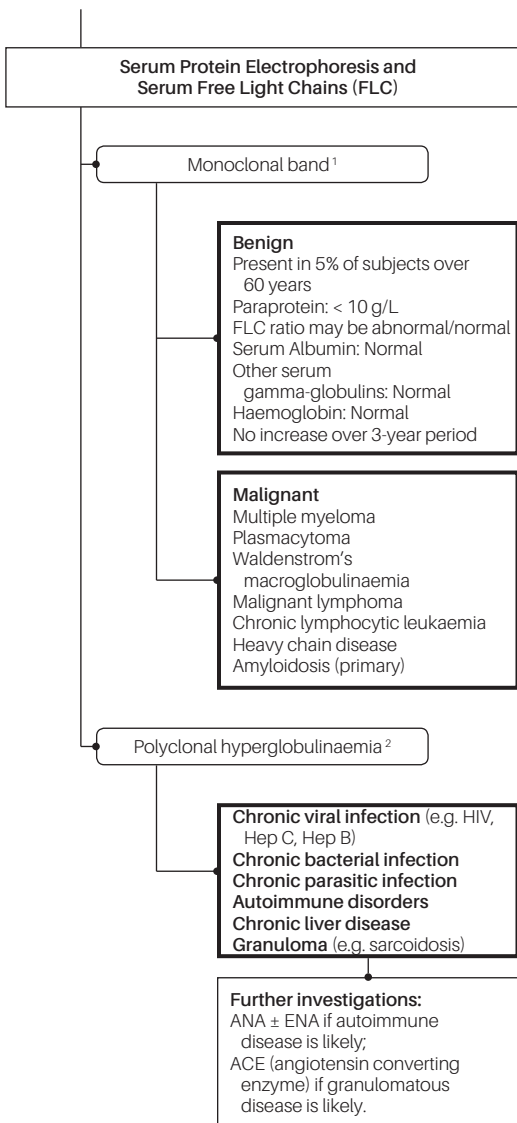 Serum Protein Electrophoresis and
Serum Free Light Chains (FLC)
Monoclonal band 1
Benign
Present in 5% of subjects over
60 years
Paraprotein: < 10 g/L
FLC ratio may be abnormal/normal
Serum Albumin: Normal
Other serum
gamma-globulins: Normal
Haemoglobin: Normal
No increase over 3-year period
Malignant
Multiple myeloma
Plasmacytoma
Waldenstrom's
macroglobulinaemia
Malignant lymphoma
Chronic lymphocytic leukaemia
Heavy chain disease
Amyloidosis (primary)
Polyclonal hyperglobulinaemia 2
Chronic viral infection (e.g. HIV,
Hep C, Hep B)
Chronic bacterial infection
Chronic parasitic infection
Autoimmune disorders
Chronic liver disease
Granuloma (e.g. sarcoidosis)
Further investigations:
ANA ± ENA if autoimmune
disease is likely;
ACE (angiotensin converting
enzyme) if granulomatous
disease is likely.